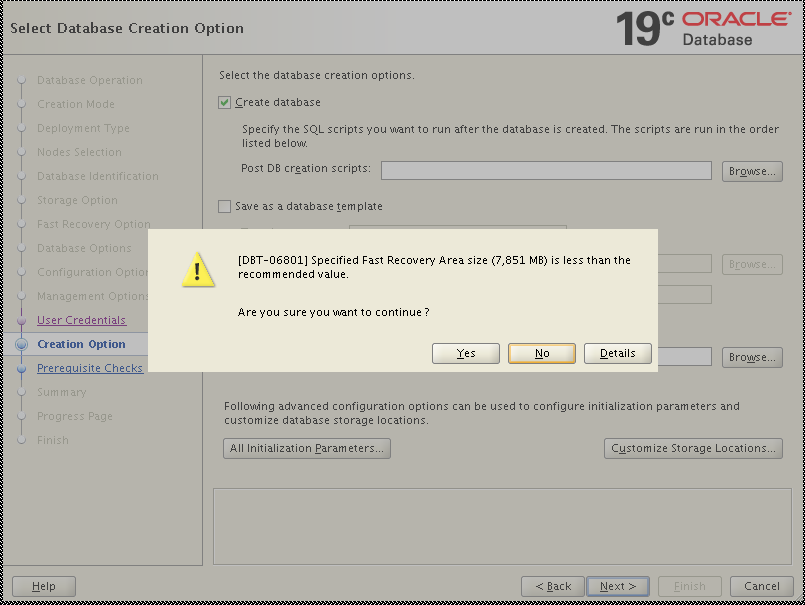 Select Database Creation Option
19c ORACLE
Database
Database Operation
Creation Mode
Deployment Type
Nodes Selection
Database Identification
Storage Option
Fast Recovery Option
Database Options
Configuration Option
Management Options
User Credentials
Creation Option
Prerequisite Checks
Summary
Progress Page
Finish
Select the database creation options.
Create database
Specify the SQL scripts you want to run after the database is created. The scripts are run in the order
listed below.
Post DB creation scripts:
Browse...
Save as a database template
Browse...
[DBT-06801] Specified Fast Recovery Area size (7,851 MB) is less than the
recommended value.
Are you sure you want to continue ?
Yes
No
Details
Browse...
Following advanced configuration options can be used to configure initialization parameters and
customize database storage locations.
All Initialization Parameters...
Customize Storage Locations...
Help
< Back
Next >
Finish
Cancel